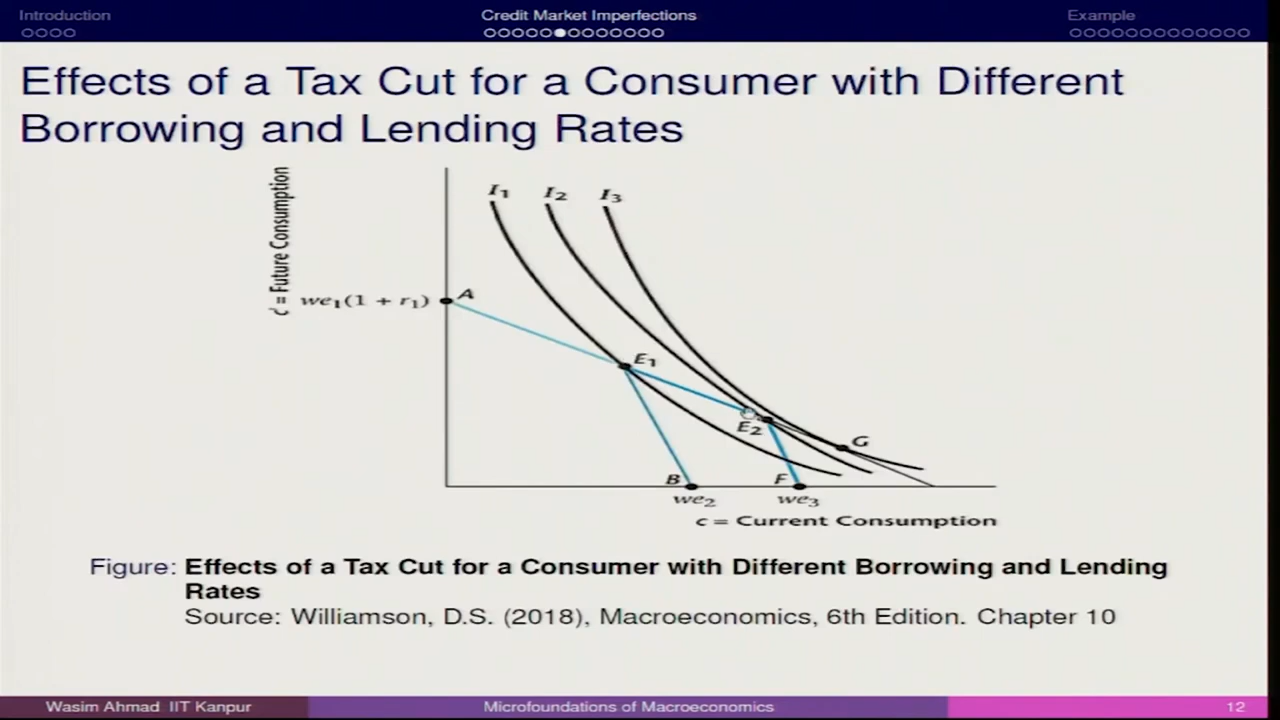 Introduction
Credit Market Imperfections
Example
Effects of a Tax Cut for a Consumer with Different
Borrowing and Lending Rates
c' = Future Consumption
I₁
I₂
I₃
we₁(1 + r₁)
A
E₁
E₂
G
B
F
we₂
we₃
c = Current Consumption
Figure: Effects of a Tax Cut for a Consumer with Different Borrowing and Lending
Rates
Source: Williamson, D.S. (2018), Macroeconomics, 6th Edition. Chapter 10
Wasim Ahmad IIT Kanpur
Microfoundations of Macroeconomics
12